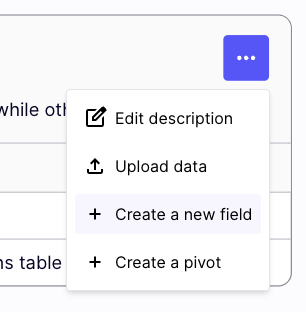 while oth
Edit description
Upload data
Create a new field
Create a pivot
ns table